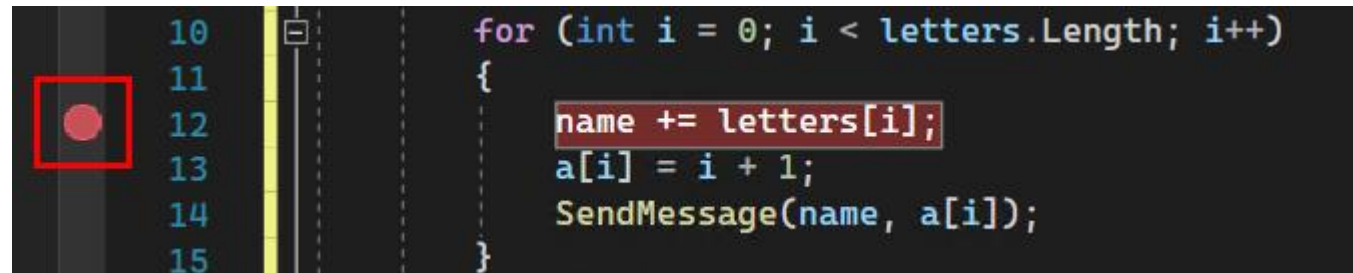 10 for (int i = 0; i < letters.Length; i++)
11 {
12 name += letters[i];
13 a[i] = i + 1;
14 SendMessage(name, a[i]);
15 }